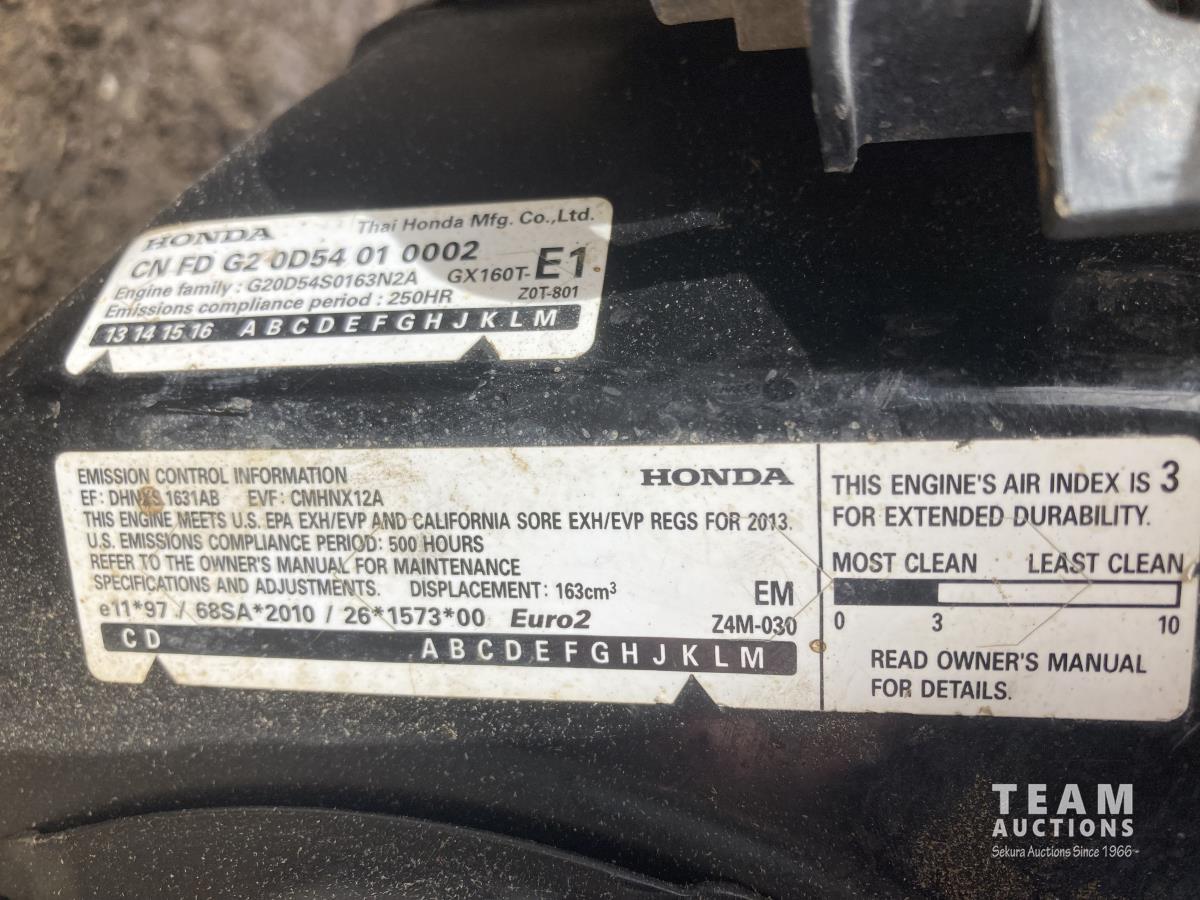 HONDA Thai Honda Mfg. Co.,Ltd.
CN FD G2 0D54 01 0002
Engine family : G20D54S0163N2A GX160T-E1
Emissions compliance period : 250HR Z0T-801
13 14 15 16 A B C D E F G H J K L M
EMISSION CONTROL INFORMATION HONDA
EF: DHNXS.1631AB EVF: CMHNX12A
THIS ENGINE MEETS U.S. EPA EXH/EVP AND CALIFORNIA SORE EXH/EVP REGS FOR 2013.
U.S. EMISSIONS COMPLIANCE PERIOD: 500 HOURS
REFER TO THE OWNER'S MANUAL FOR MAINTENANCE
SPECIFICATIONS AND ADJUSTMENTS. DISPLACEMENT: 163cm³ EM
e11*97 / 68SA*2010 / 26*1573*00 Euro2 Z4M-030
C D A B C D E F G H J K L M
THIS ENGINE'S AIR INDEX IS 3
FOR EXTENDED DURABILITY.
MOST CLEAN LEAST CLEAN
0 3 10
READ OWNER'S MANUAL
FOR DETAILS.
TEAM
AUCTIONS
Sekura Auctions Since 1966